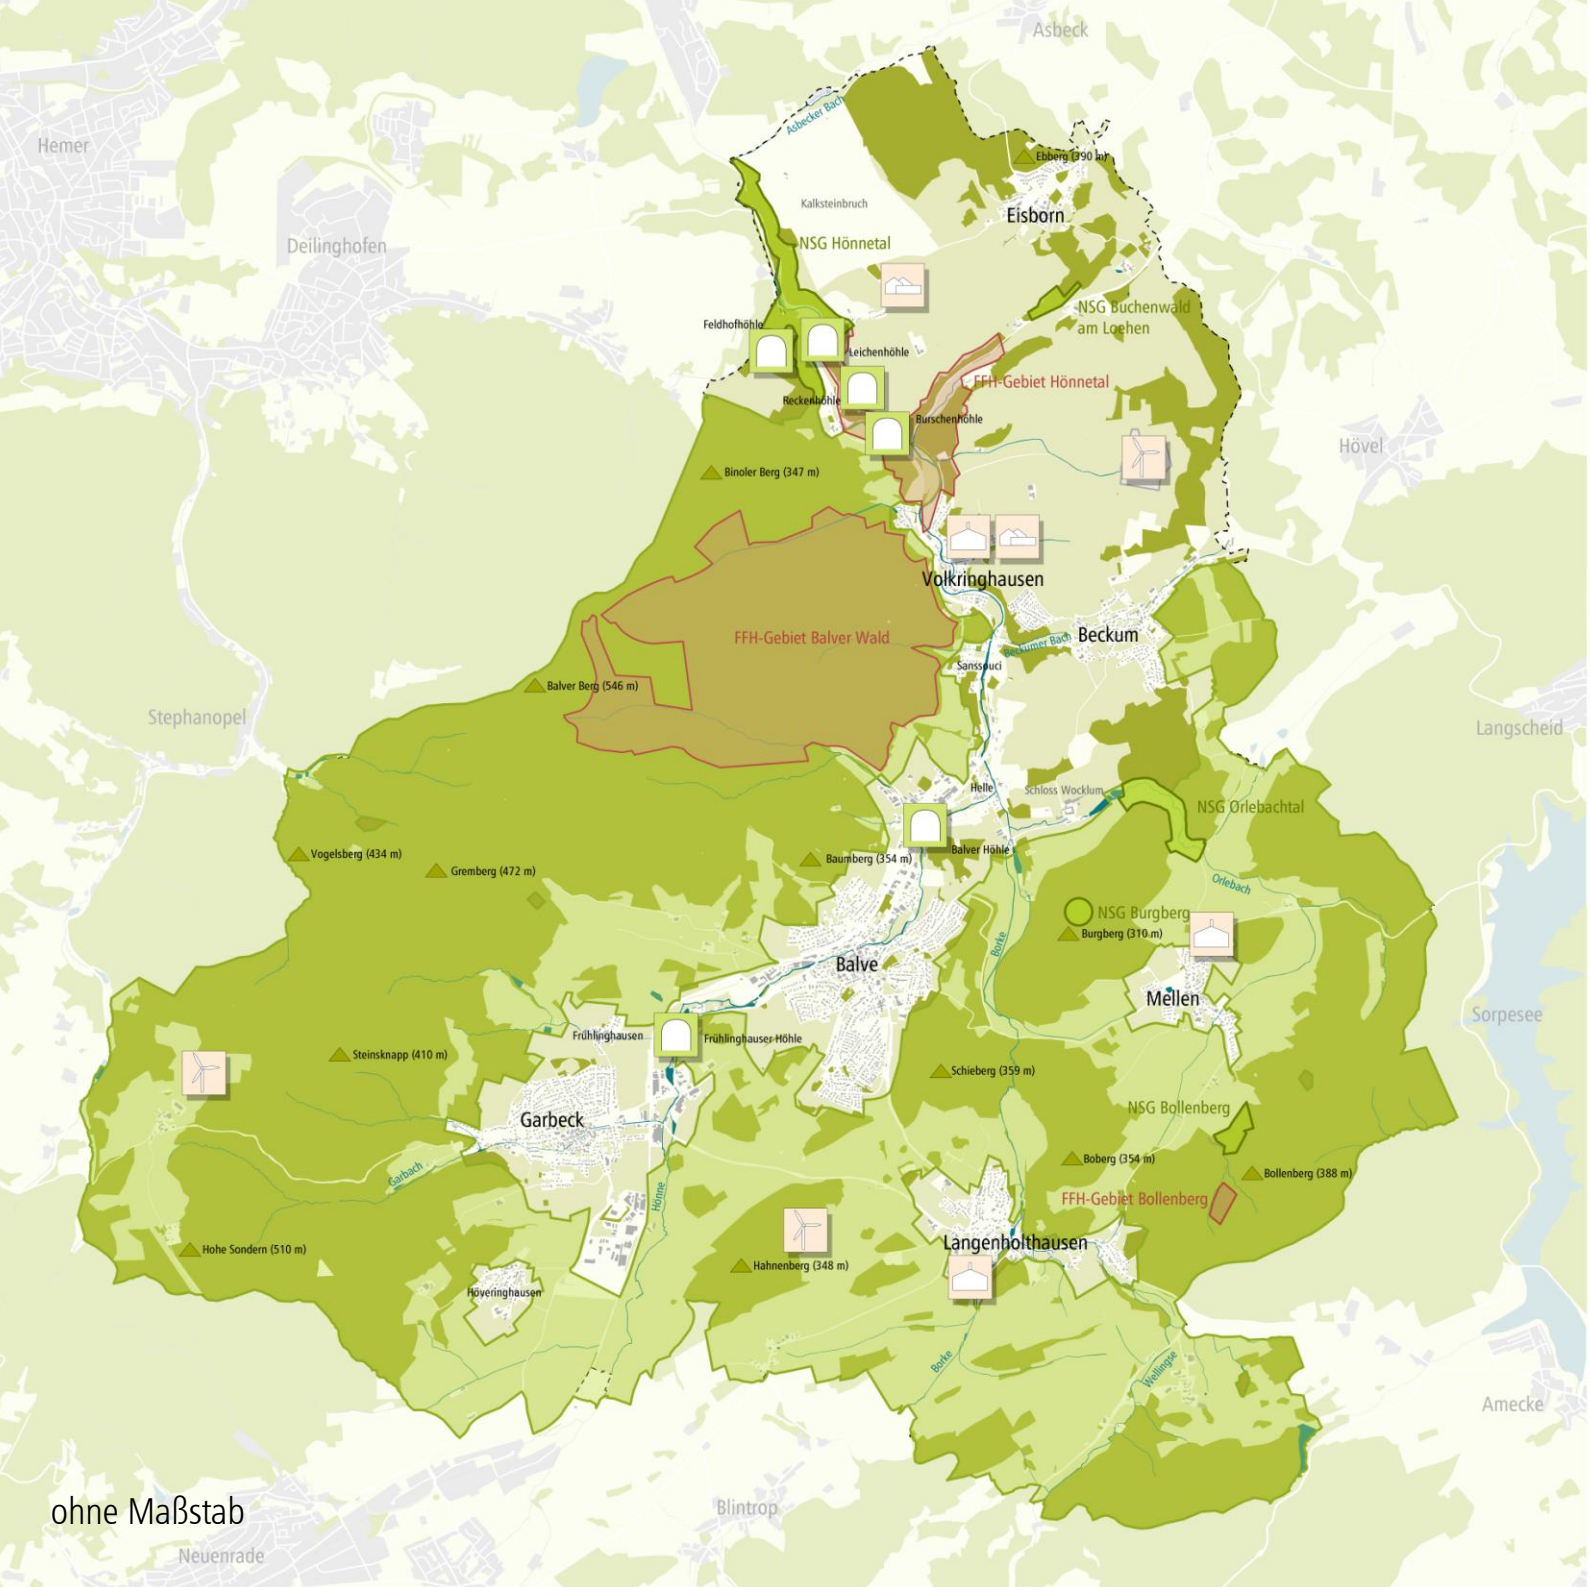 Asbeck
Asbecker Bach
Hemer
Ebberg (390 m)
Kalksteinbruch
Eisborn
Deilinghofen
NSG Hönnetal
NSG Buchenwald
am Loehen
Feldhofhöhle
Leichenhöhle
FFH-Gebiet Hönnetal
Reckenhöhle
Burschenhöhle
Hövel
Binoler Berg (347 m)
Volkringhausen
FFH-Gebiet Balver Wald
Beckumer Bach
Beckum
Sanssouci
Balver Berg (546 m)
Stephanopel
Langscheid
Helle
Schloss Wocklum
NSG Orlebachtal
Vogelsberg (434 m)
Gremberg (472 m)
Baumberg (354 m)
Balver Höhle
Orlebach
NSG Burgberg
Burgberg (310 m)
Borke
Balve
Mellen
Sorpesee
Frühlinghausen
Frühlinghauser Höhle
Steinsknapp (410 m)
Schieberg (359 m)
Garbeck
NSG Bollenberg
Boberg (354 m)
Bollenberg (388 m)
Garbach
Hönne
FFH-Gebiet Bollenberg
Hohe Sondern (510 m)
Langenholthausen
Hahnenberg (348 m)
Höveringhausen
Borke
Wellingse
Amecke
ohne Maßstab
Blintrop
Neuenrade